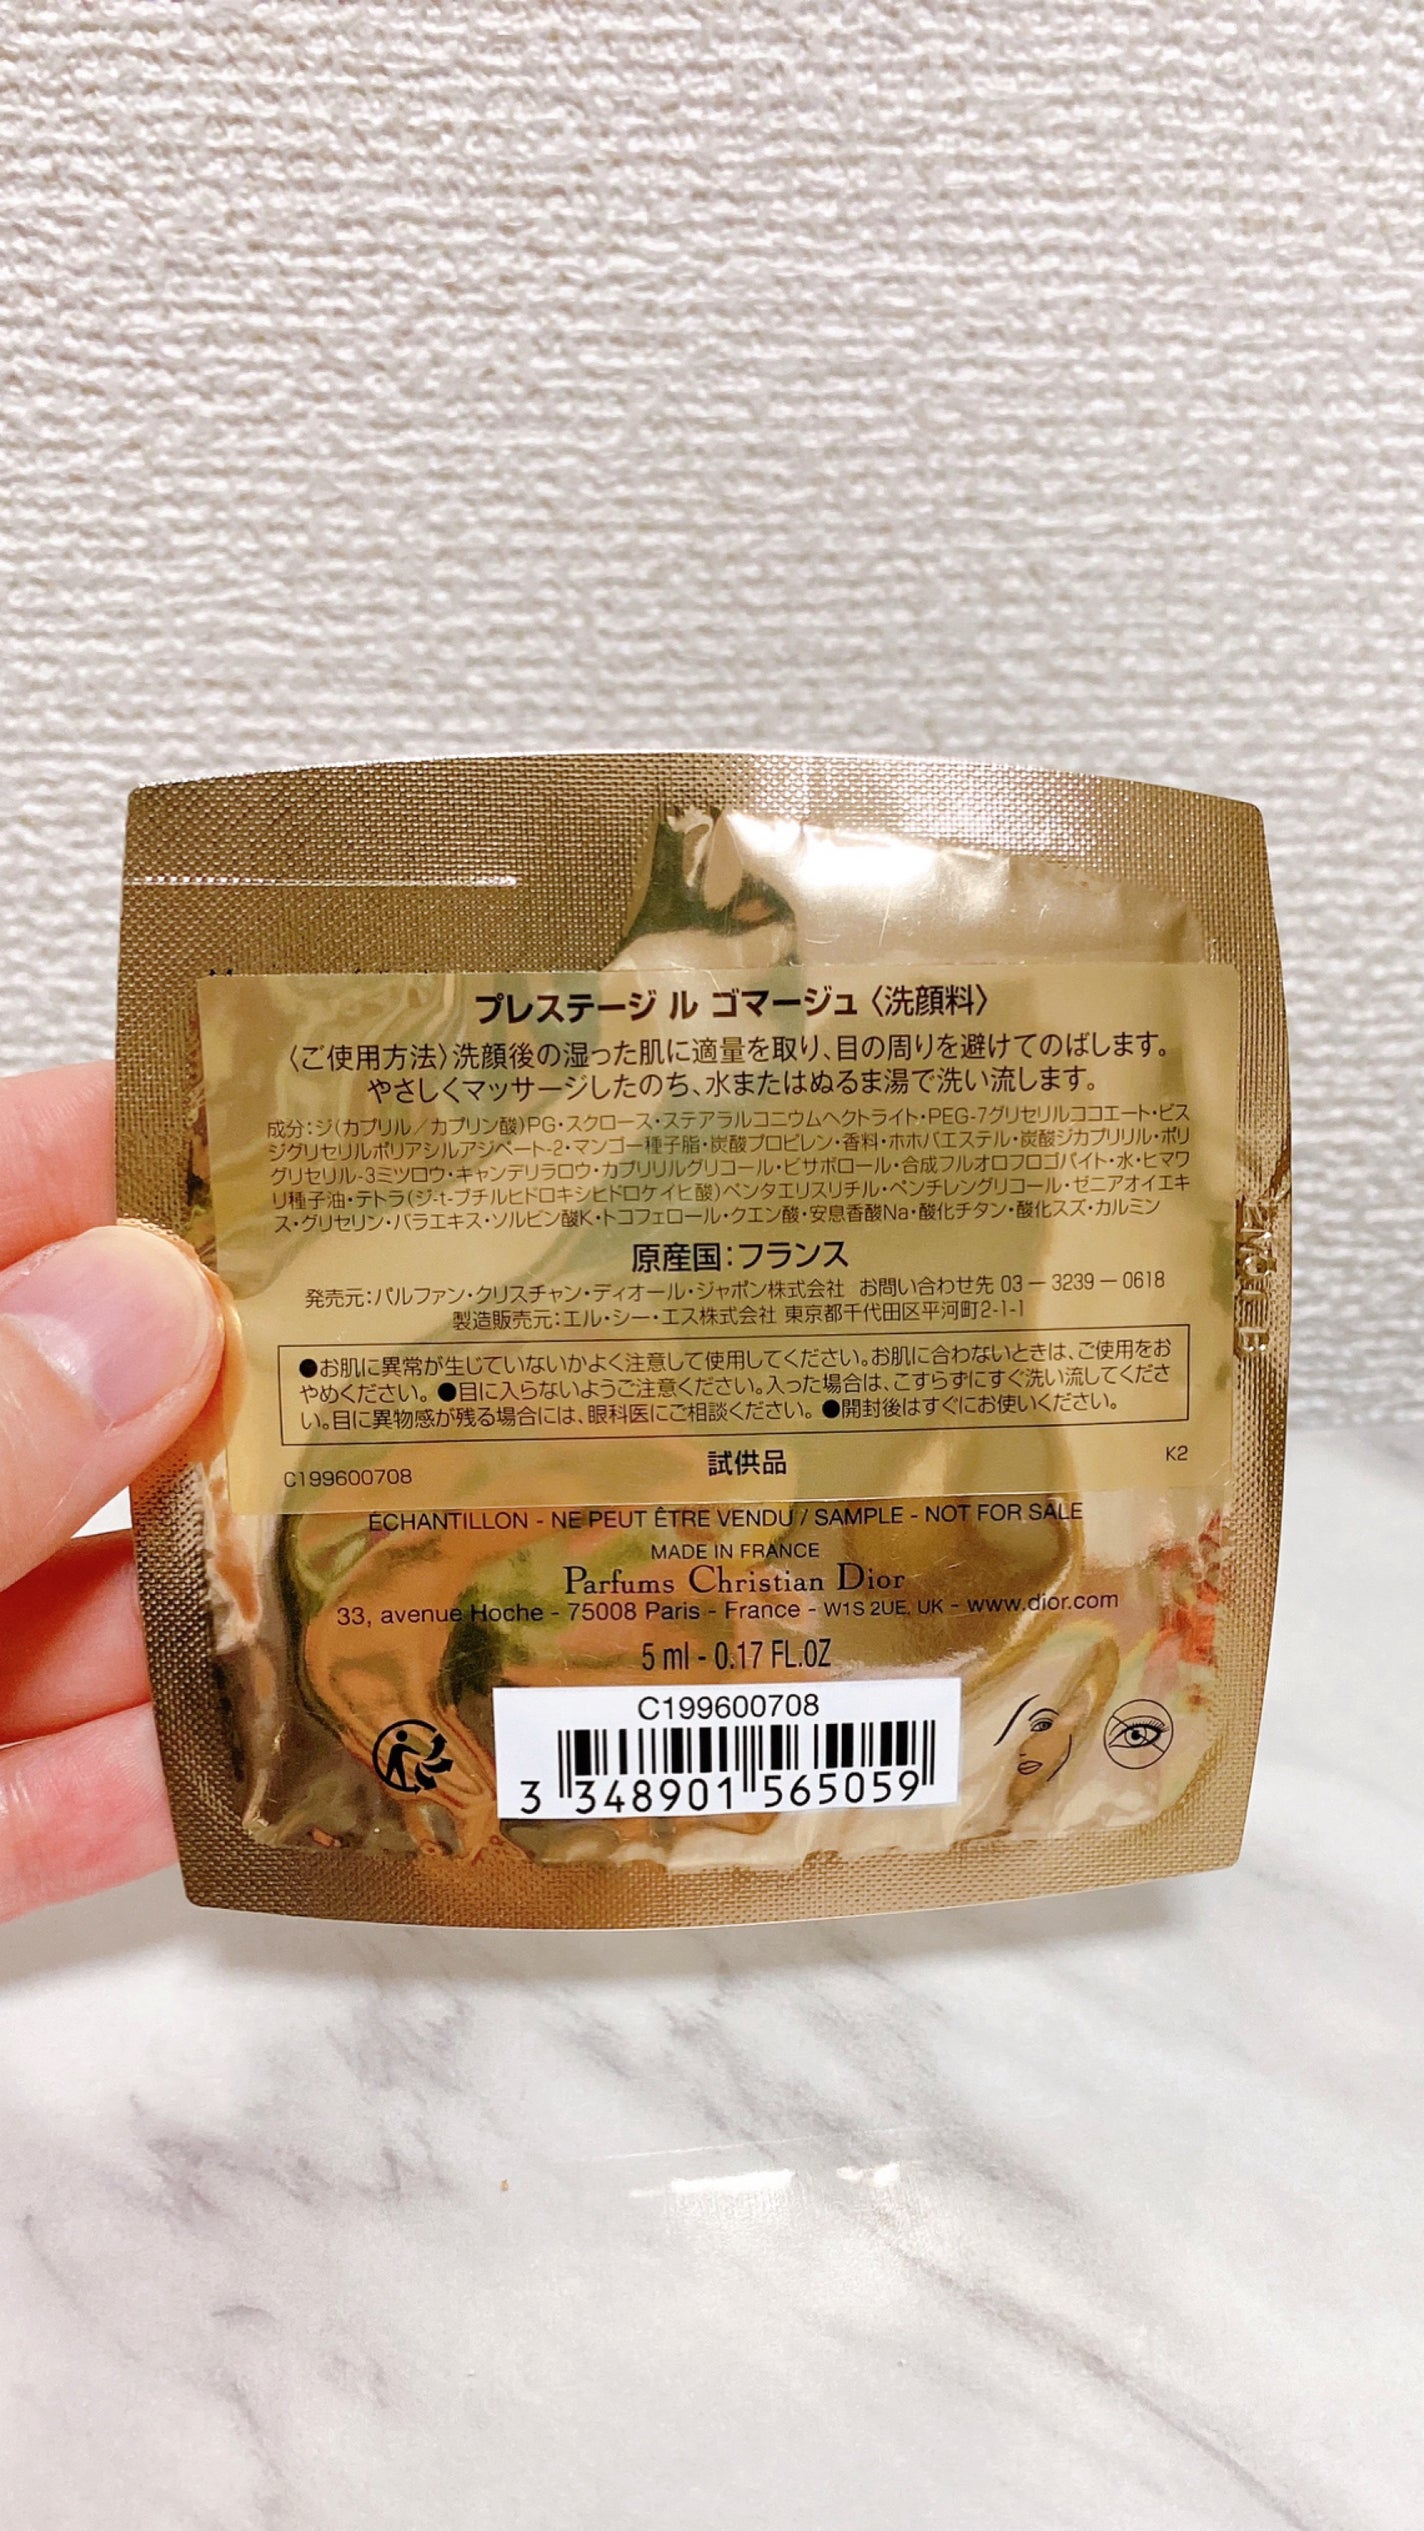 プレステージ ル ゴマージュ〈洗顔料〉
〈ご使用方法〉洗顔後の湿った肌に適量を取り、目の周りを避けてのばします。
やさしくマッサージしたのち、水またはぬるま湯で洗い流します。
成分：ジ(カプリル／カプリン酸)PG・スクロース・ステアラルコニウムヘクトライト・PEG-7グリセリルココエート・ビス
ジグリセリルポリアシルアジペート-2・マンゴー種子脂・炭酸プロピレン・香料・ホホバエステル・炭酸ジカプリリル・ポリ
グリセリル-3ミツロウ・キャンデリラロウ・カプリリルグリコール・ビサボロール・合成フルオロフロゴパイト・水・ヒマワ
リ種子油・テトラ(ジ-t-ブチルヒドロキシヒドロケイヒ酸)ペンタエリスリチル・ペンチレングリコール・ゼニアオイエキ
ス・グリセリン・バラエキス・ソルビン酸K・トコフェロール・クエン酸・安息香酸Na・酸化チタン・酸化スズ・カルミン
原産国：フランス
発売元：パルファン・クリスチャン・ディオール・ジャポン株式会社 お問い合わせ先 03－3239－0618
製造販売元：エル・シー・エス株式会社 東京都千代田区平河町2-1-1
●お肌に異常が生じていないかよく注意して使用してください。お肌に合わないときは、ご使用をお
やめください。●目に入らないようご注意ください。入った場合は、こすらずにすぐ洗い流してくださ
い。目に異物感が残る場合には、眼科医にご相談ください。●開封後はすぐにお使いください。
C199600708 試供品 K2
ÉCHANTILLON - NE PEUT ÊTRE VENDU / SAMPLE - NOT FOR SALE
MADE IN FRANCE
Parfums Christian Dior
33, avenue Hoche - 75008 Paris - France - W1S 2UE, UK - www.dior.com
5 ml - 0.17 FL.OZ
C199600708
3 348901 565059